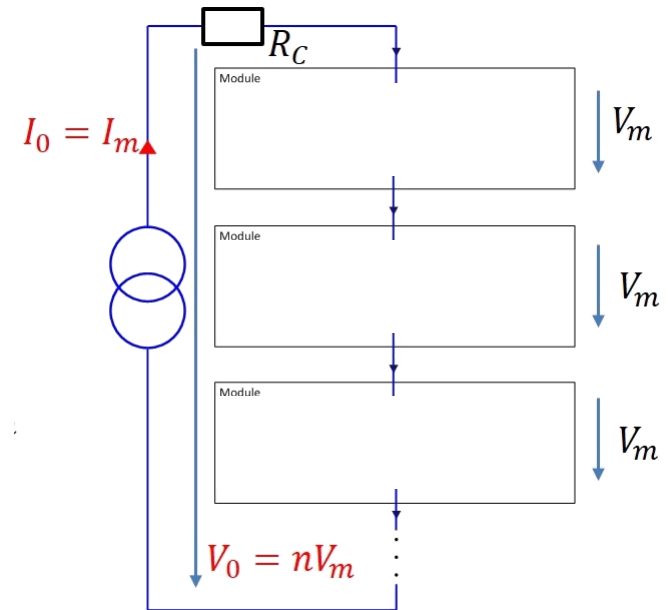 R_C
Module
V_m
I_0 = I_m
Module
V_m
Module
V_m
V_0 = nV_m